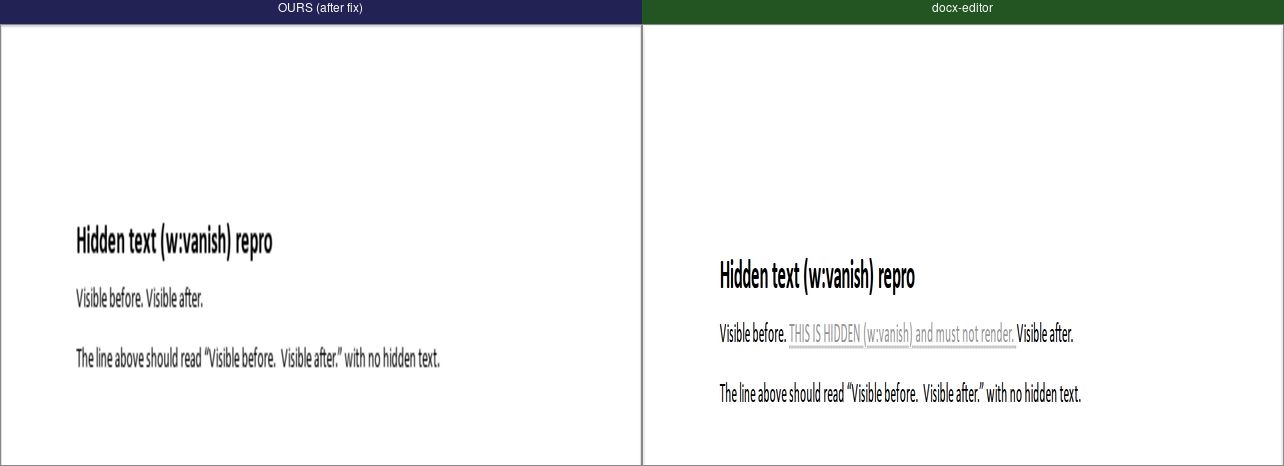 OURS (after fix)
Hidden text (w:vanish) repro
Visible before. Visible after.
The line above should read “Visible before.  Visible after.” with no hidden text.
docx-editor
Hidden text (w:vanish) repro
Visible before. THIS IS HIDDEN (w:vanish) and must not render. Visible after.
The line above should read “Visible before.  Visible after.” with no hidden text.